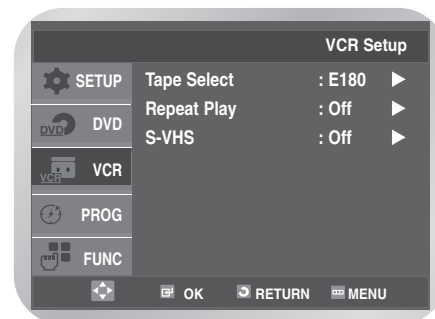 VCR Setup
SETUP
DVD DVD
VCR VCR
PROG
FUNC
Tape Select : E180
Repeat Play : Off
S-VHS : Off
OK RETURN MENU